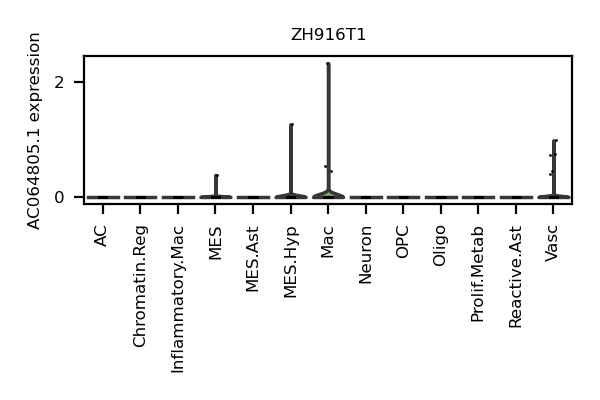 ZH916T1
AC064805.1 expression
2
0
AC
Chromatin.Reg
Inflammatory.Mac
MES
MES.Ast
MES.Hyp
Mac
Neuron
OPC
Oligo
Prolif.Metab
Reactive.Ast
Vasc